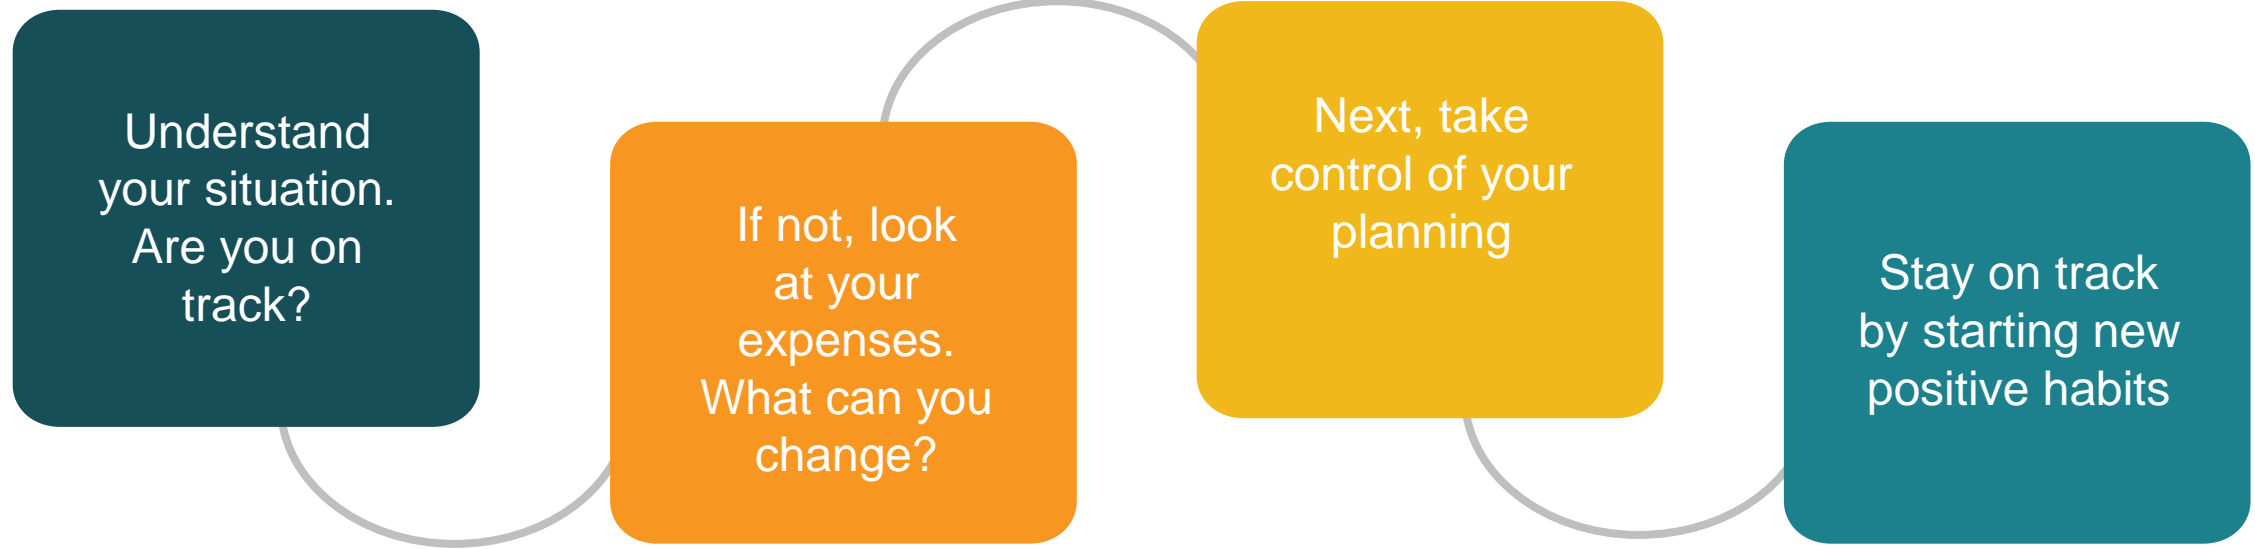 Understand
your situation.
Are you on
track?
If not, look
at your
expenses.
What can you
change?
Next, take
control of your
planning
Stay on track
by starting new
positive habits